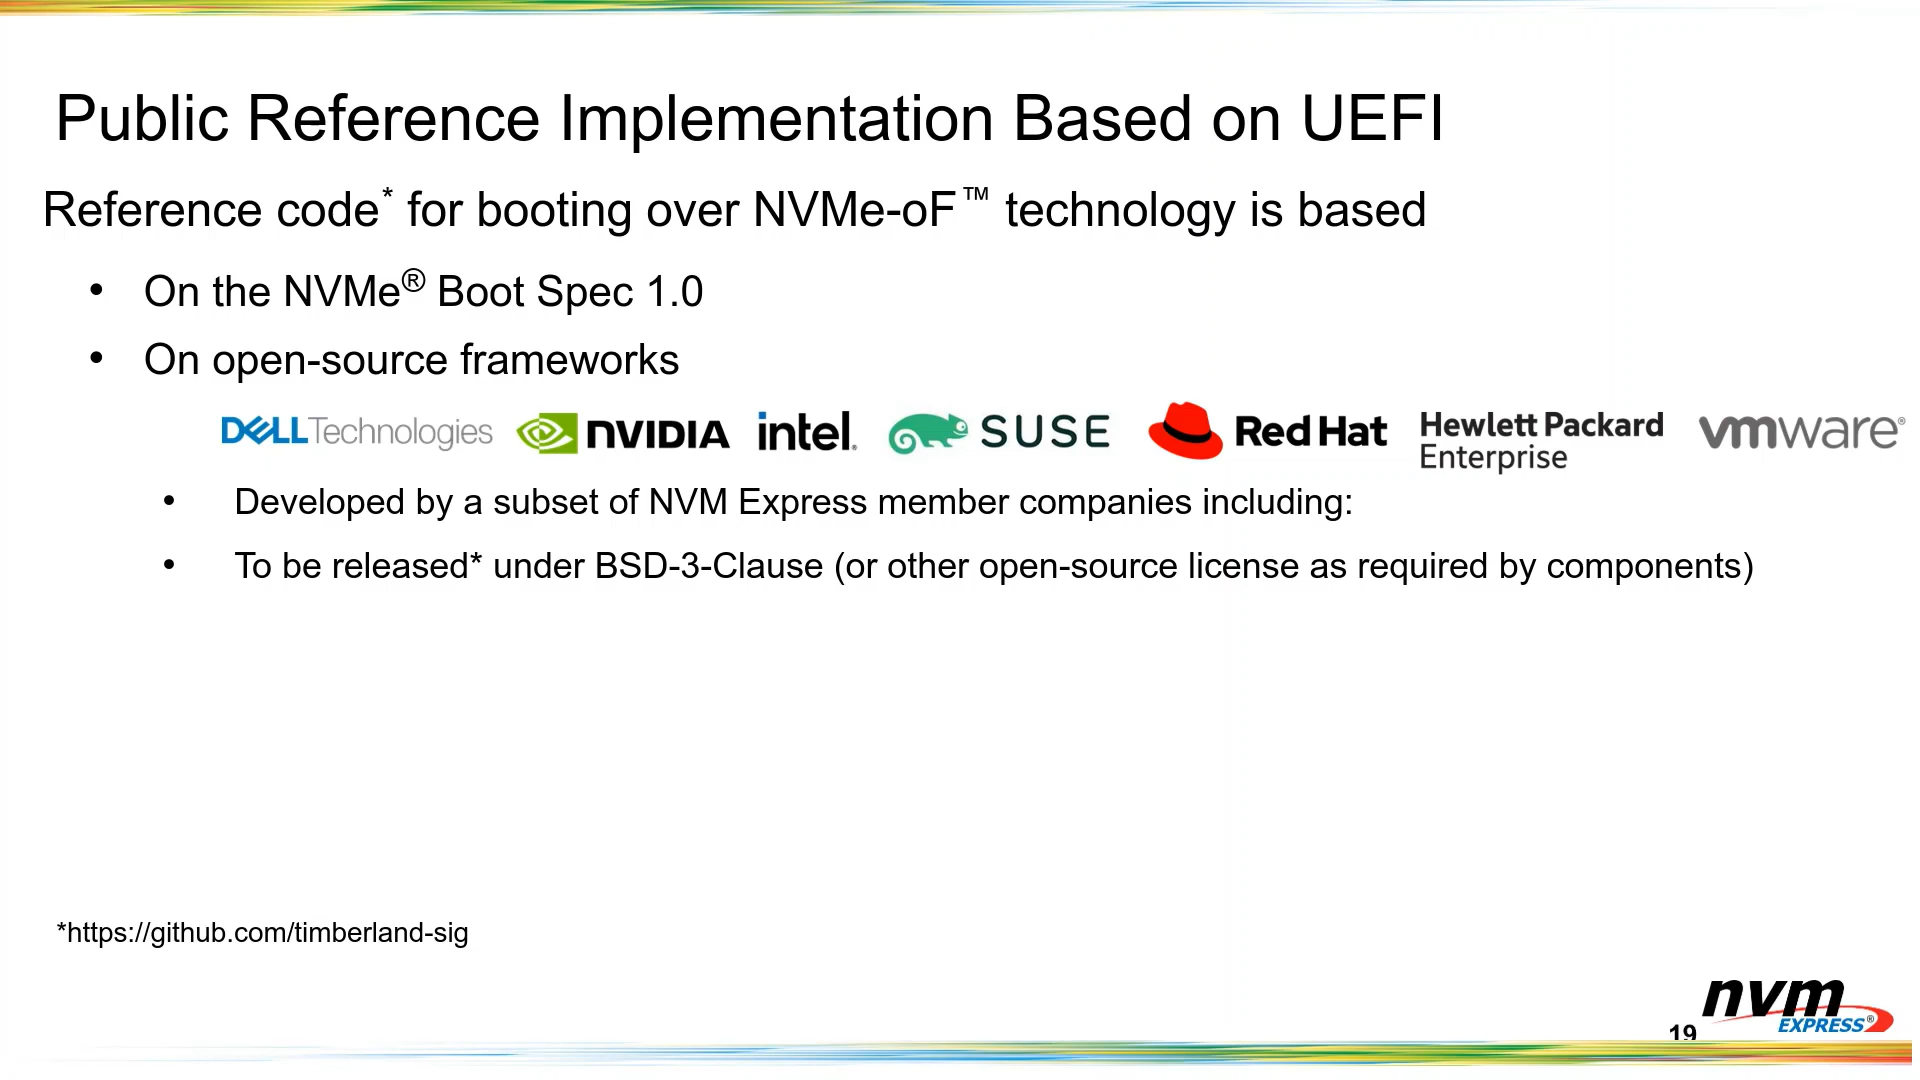 Public Reference Implementation Based on UEFI
Reference code* for booting over NVMe-oF™ technology is based
• On the NVMe® Boot Spec 1.0
• On open-source frameworks
DELLTechnologies NVIDIA intel. SUSE Red Hat Hewlett Packard Enterprise vmware®
• Developed by a subset of NVM Express member companies including:
• To be released* under BSD-3-Clause (or other open-source license as required by components)
*https://github.com/timberland-sig
nvm
EXPRESS®
19